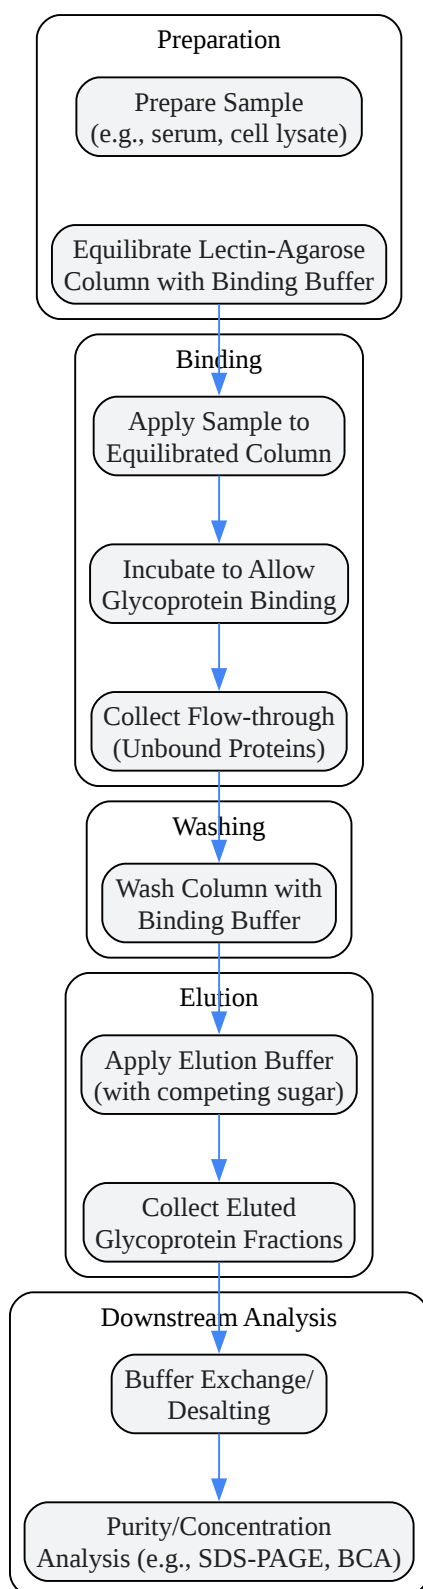 Preparation
Prepare Sample
(e.g., serum, cell lysate)
Equilibrate Lectin-Agarose
Column with Binding Buffer
Binding
Apply Sample to
Equilibrated Column
Incubate to Allow
Glycoprotein Binding
Collect Flow-through
(Unbound Proteins)
Washing
Wash Column with
Binding Buffer
Elution
Apply Elution Buffer
(with competing sugar)
Collect Eluted
Glycoprotein Fractions
Downstream Analysis
Buffer Exchange/
Desalting
Purity/Concentration
Analysis (e.g., SDS-PAGE, BCA)